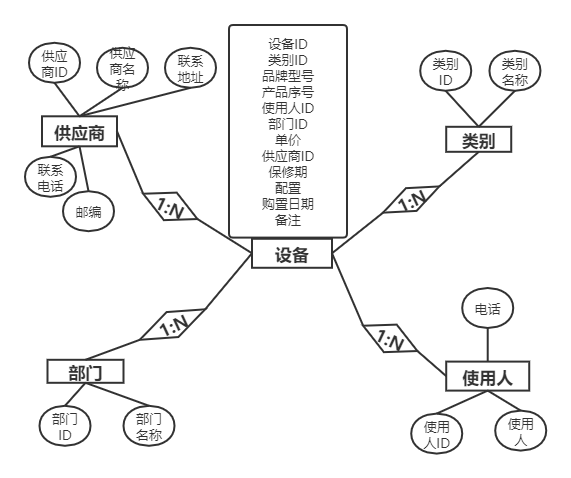 供应
商ID
供应
商名
称
联系
地址
供应商
联系
电话
邮编
设备ID
类别ID
品牌型号
产品序号
使用人ID
部门ID
单价
供应商ID
保修期
配置
购置日期
备注
设备
类别
ID
类别
名称
类别
1:N
1:N
1:N
1:N
部门
部门
ID
部门
名称
电话
使用人
使用
人ID
使用
人